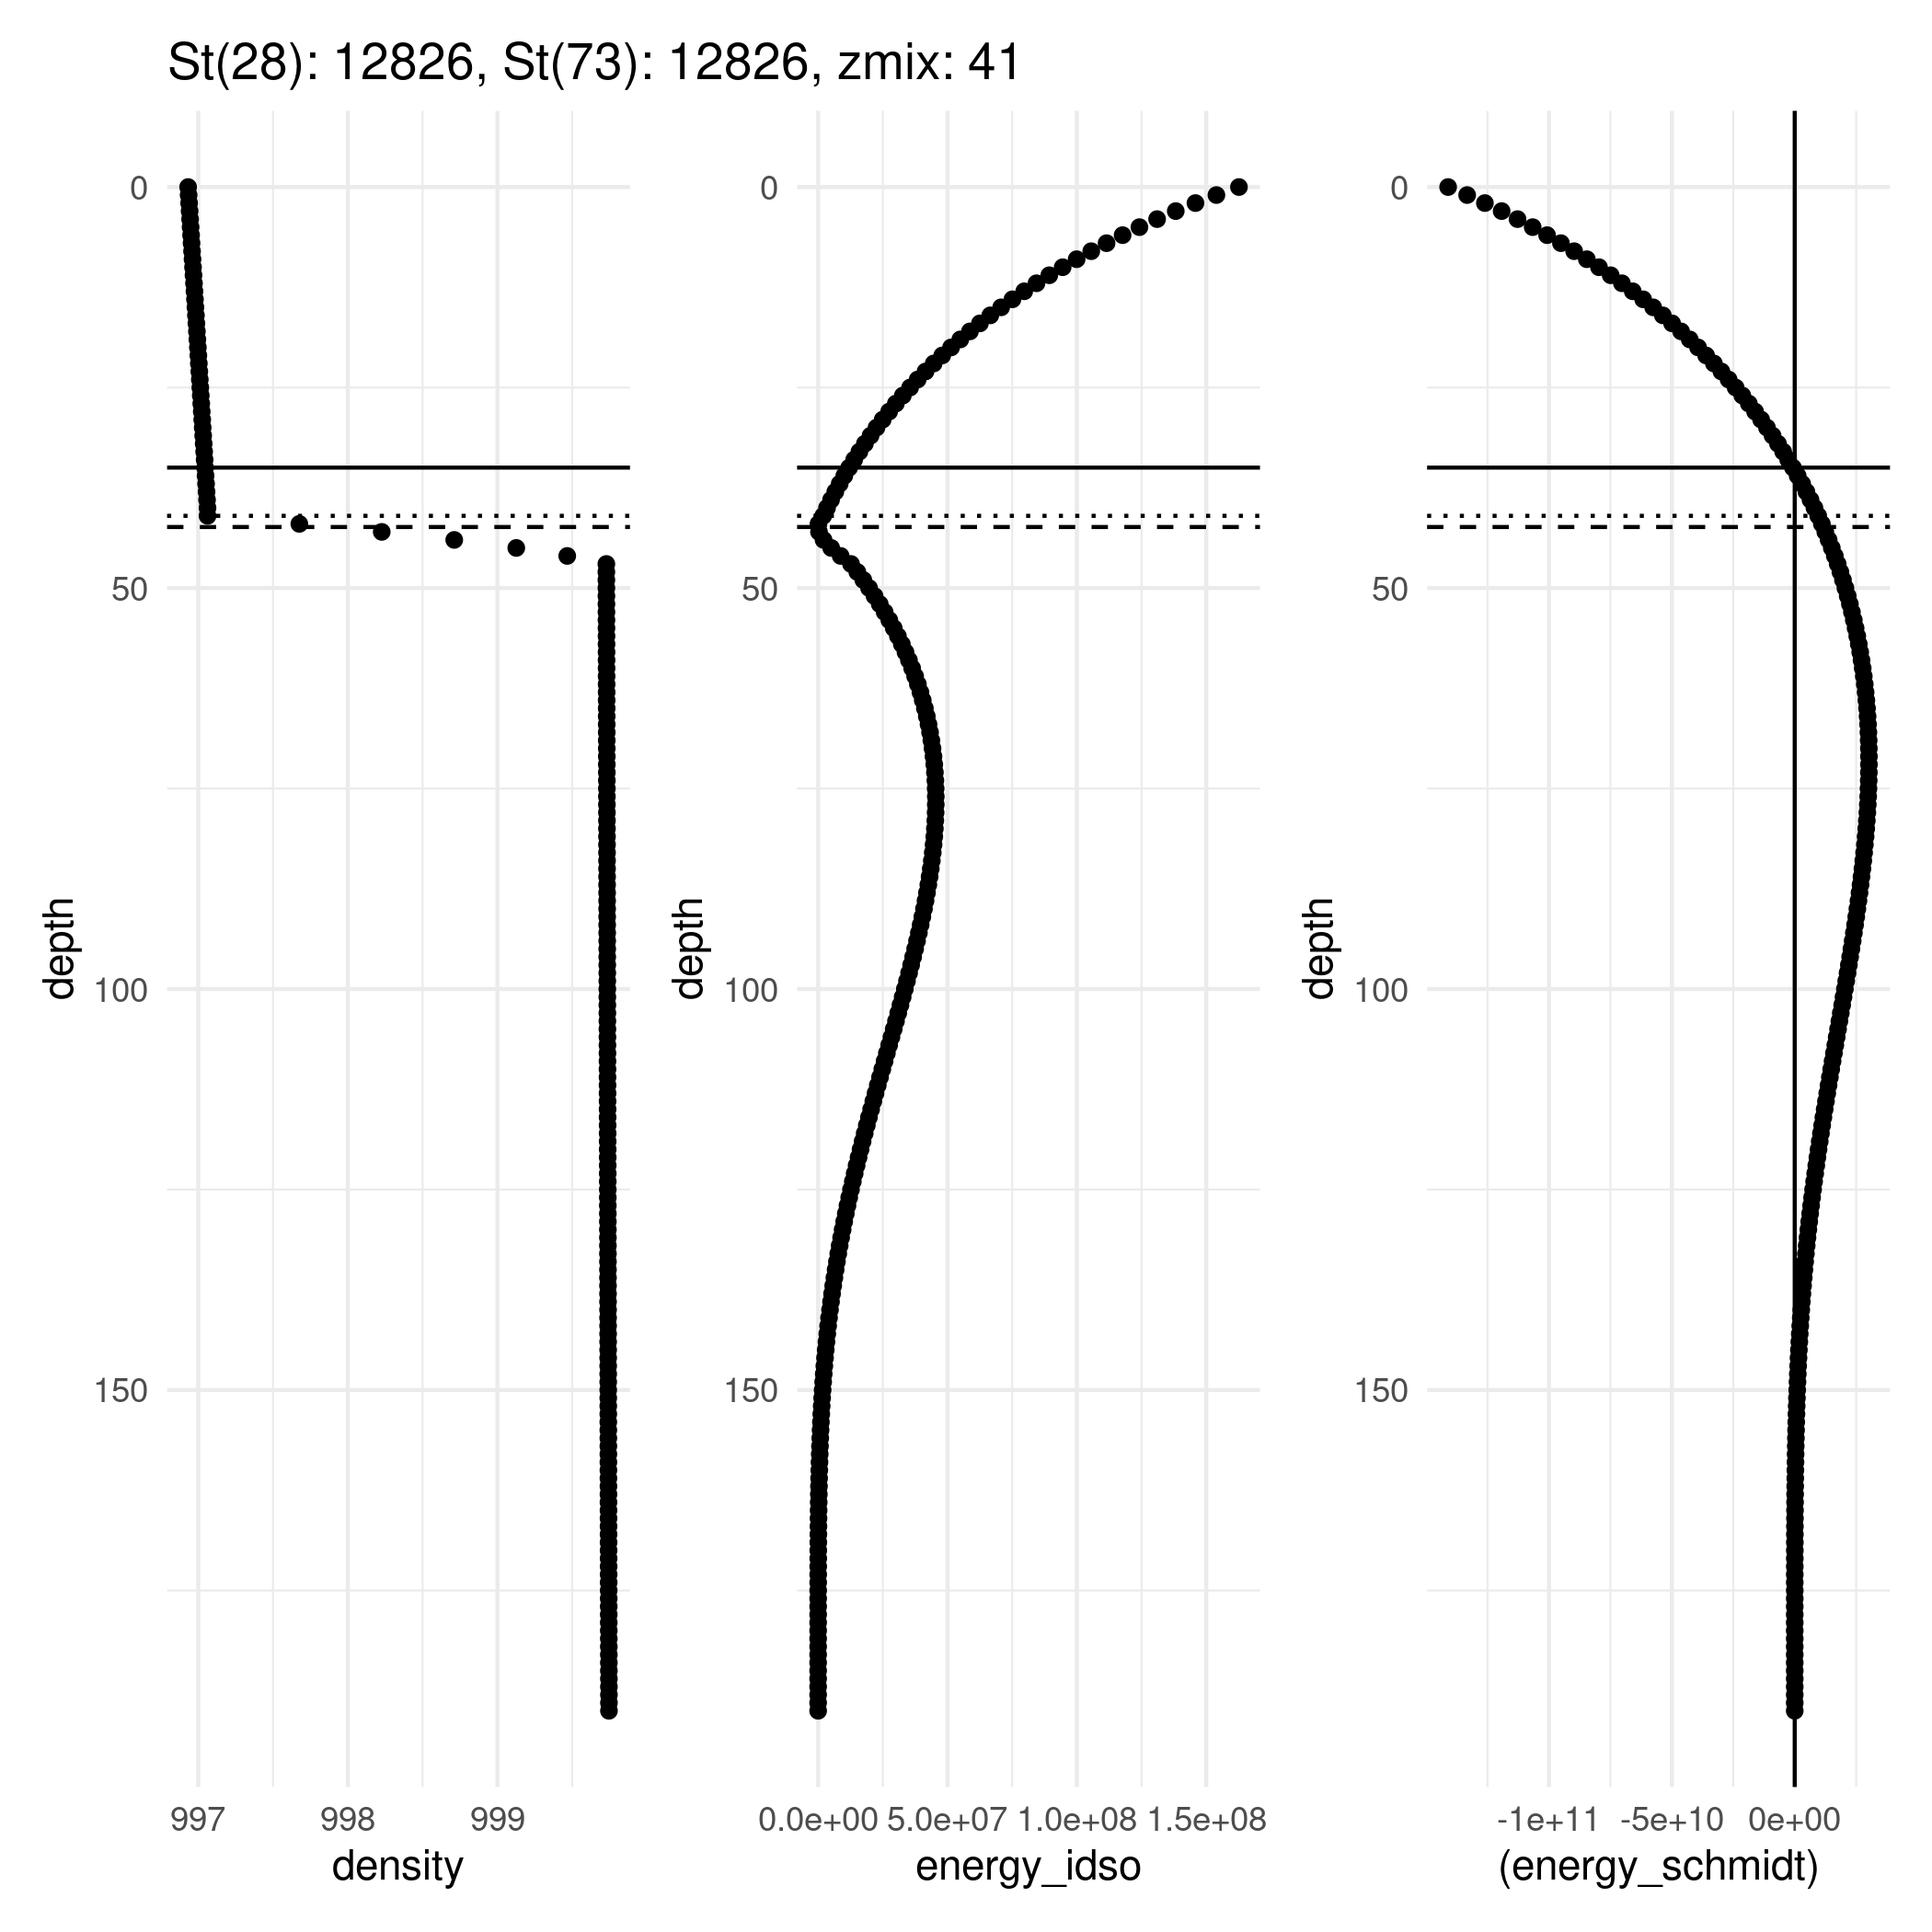 St(28): 12826, St(73): 12826, zmix: 41
depth
0
50
100
150
997
998
999
density
depth
0
50
100
150
0.0e+00
5.0e+07
1.0e+08
1.5e+08
energy_idso
depth
0
50
100
150
-1e+11
-5e+10
0e+00
(energy_schmidt)